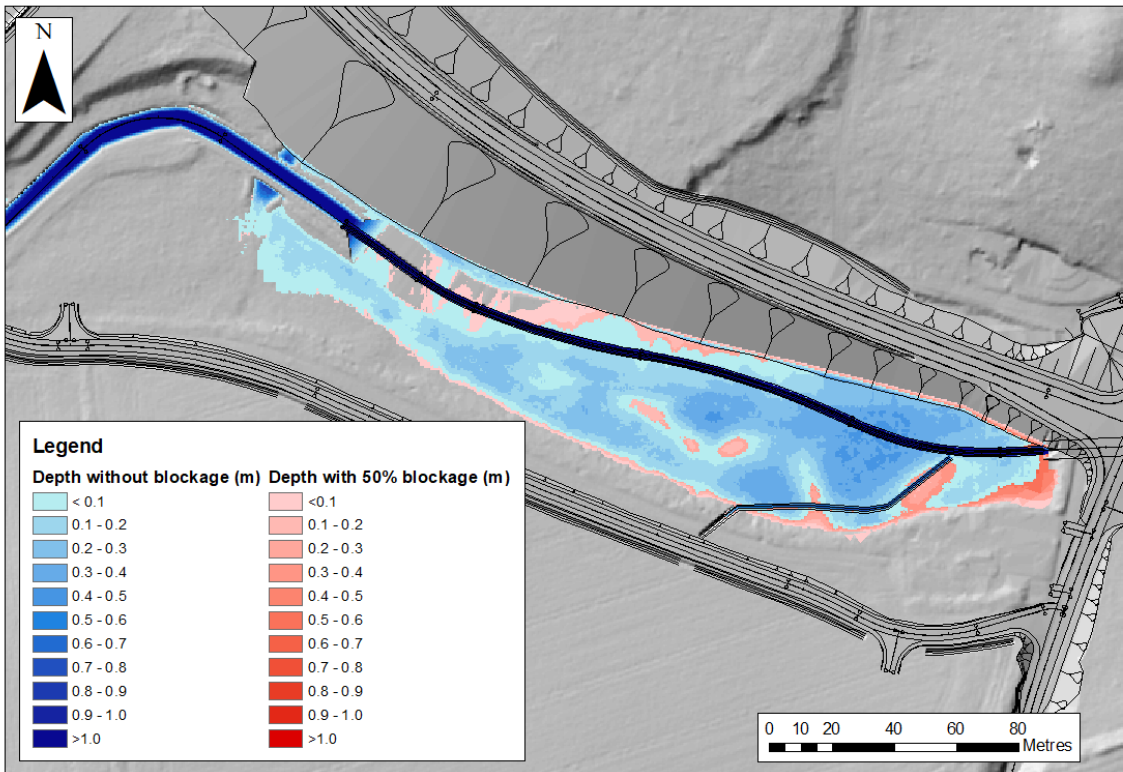 N
Legend
Depth without blockage (m) Depth with 50% blockage (m)
< 0.1 <0.1
0.1 - 0.2 0.1 - 0.2
0.2 - 0.3 0.2 - 0.3
0.3 - 0.4 0.3 - 0.4
0.4 - 0.5 0.4 - 0.5
0.5 - 0.6 0.5 - 0.6
0.6 - 0.7 0.6 - 0.7
0.7 - 0.8 0.7 - 0.8
0.8 - 0.9 0.8 - 0.9
0.9 - 1.0 0.9 - 1.0
>1.0 >1.0
0 10 20 40 60 80
Metres